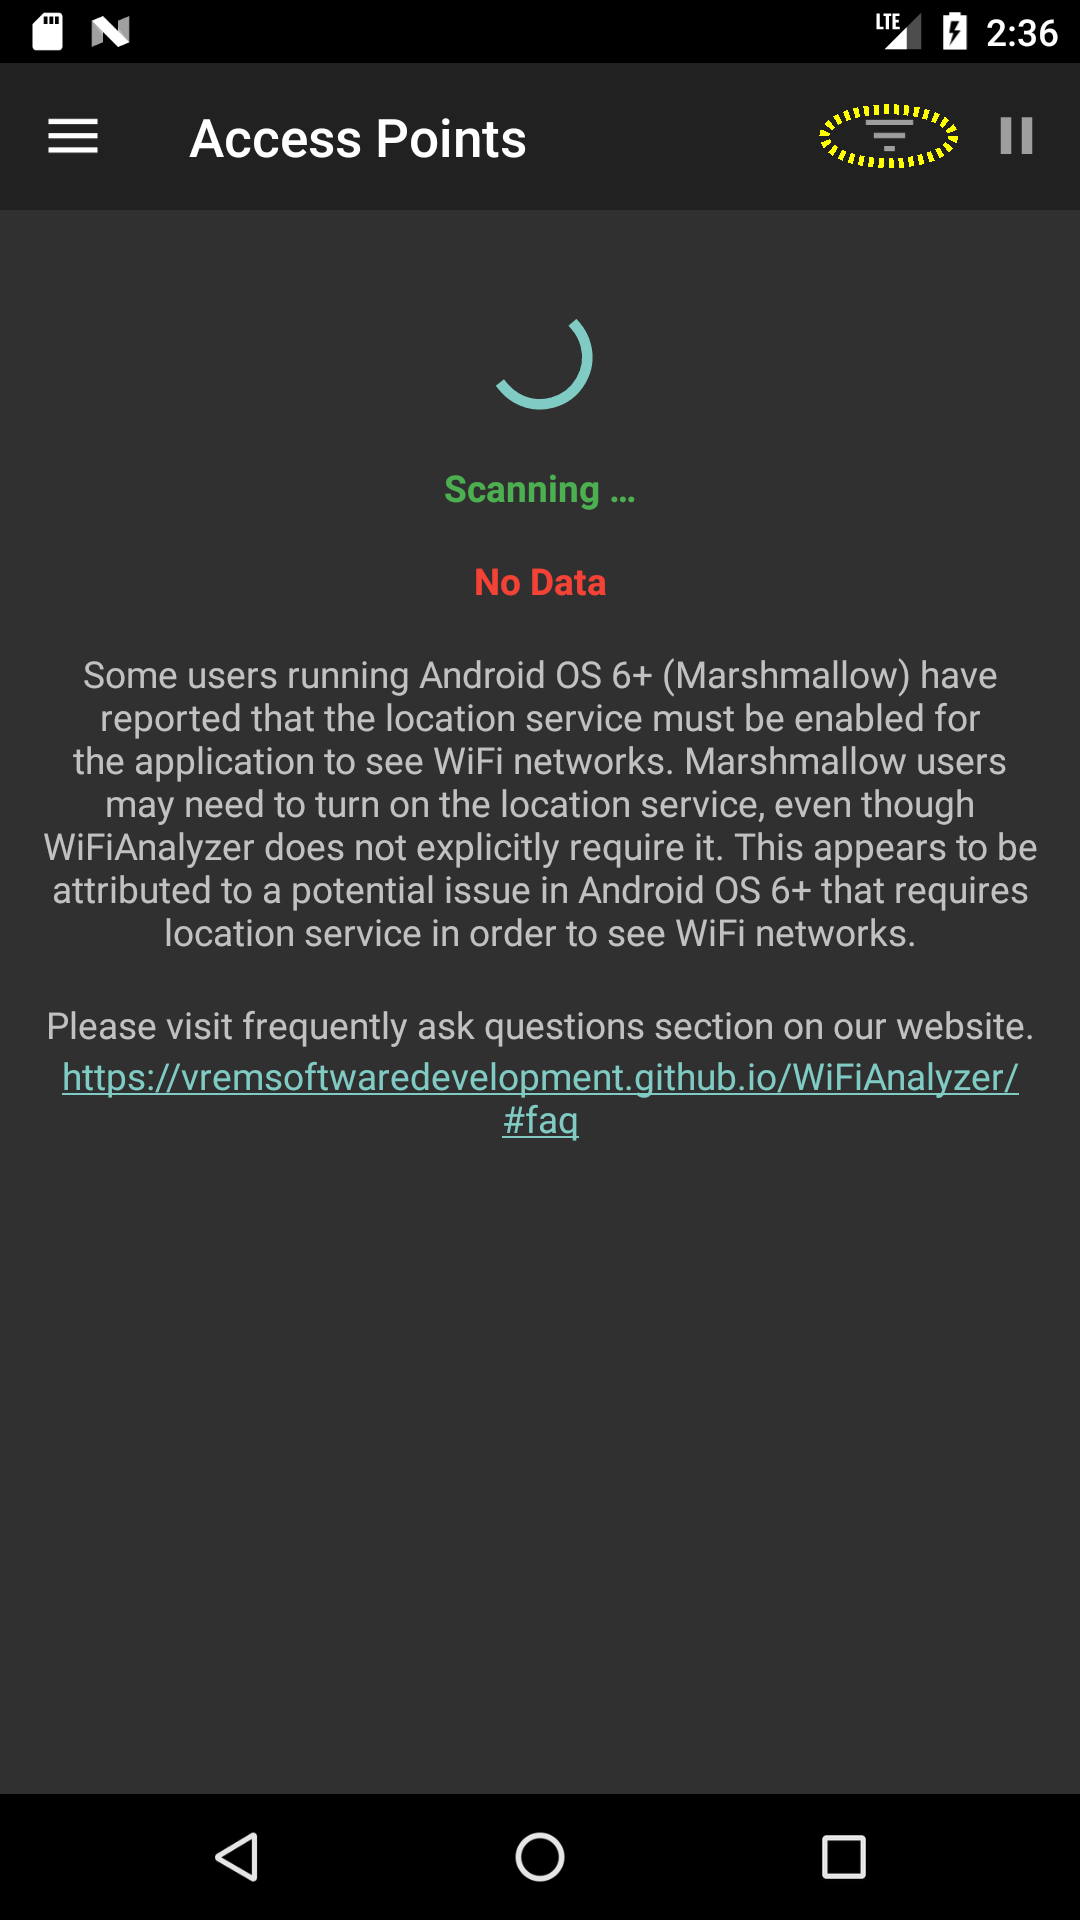 LTE 2:36
Access Points
Scanning ...
No Data
Some users running Android OS 6+ (Marshmallow) have
reported that the location service must be enabled for
the application to see WiFi networks. Marshmallow users
may need to turn on the location service, even though
WiFiAnalyzer does not explicitly require it. This appears to be
attributed to a potential issue in Android OS 6+ that requires
location service in order to see WiFi networks.
Please visit frequently ask questions section on our website.
https://vremsoftwaredevelopment.github.io/WiFiAnalyzer/
#faq